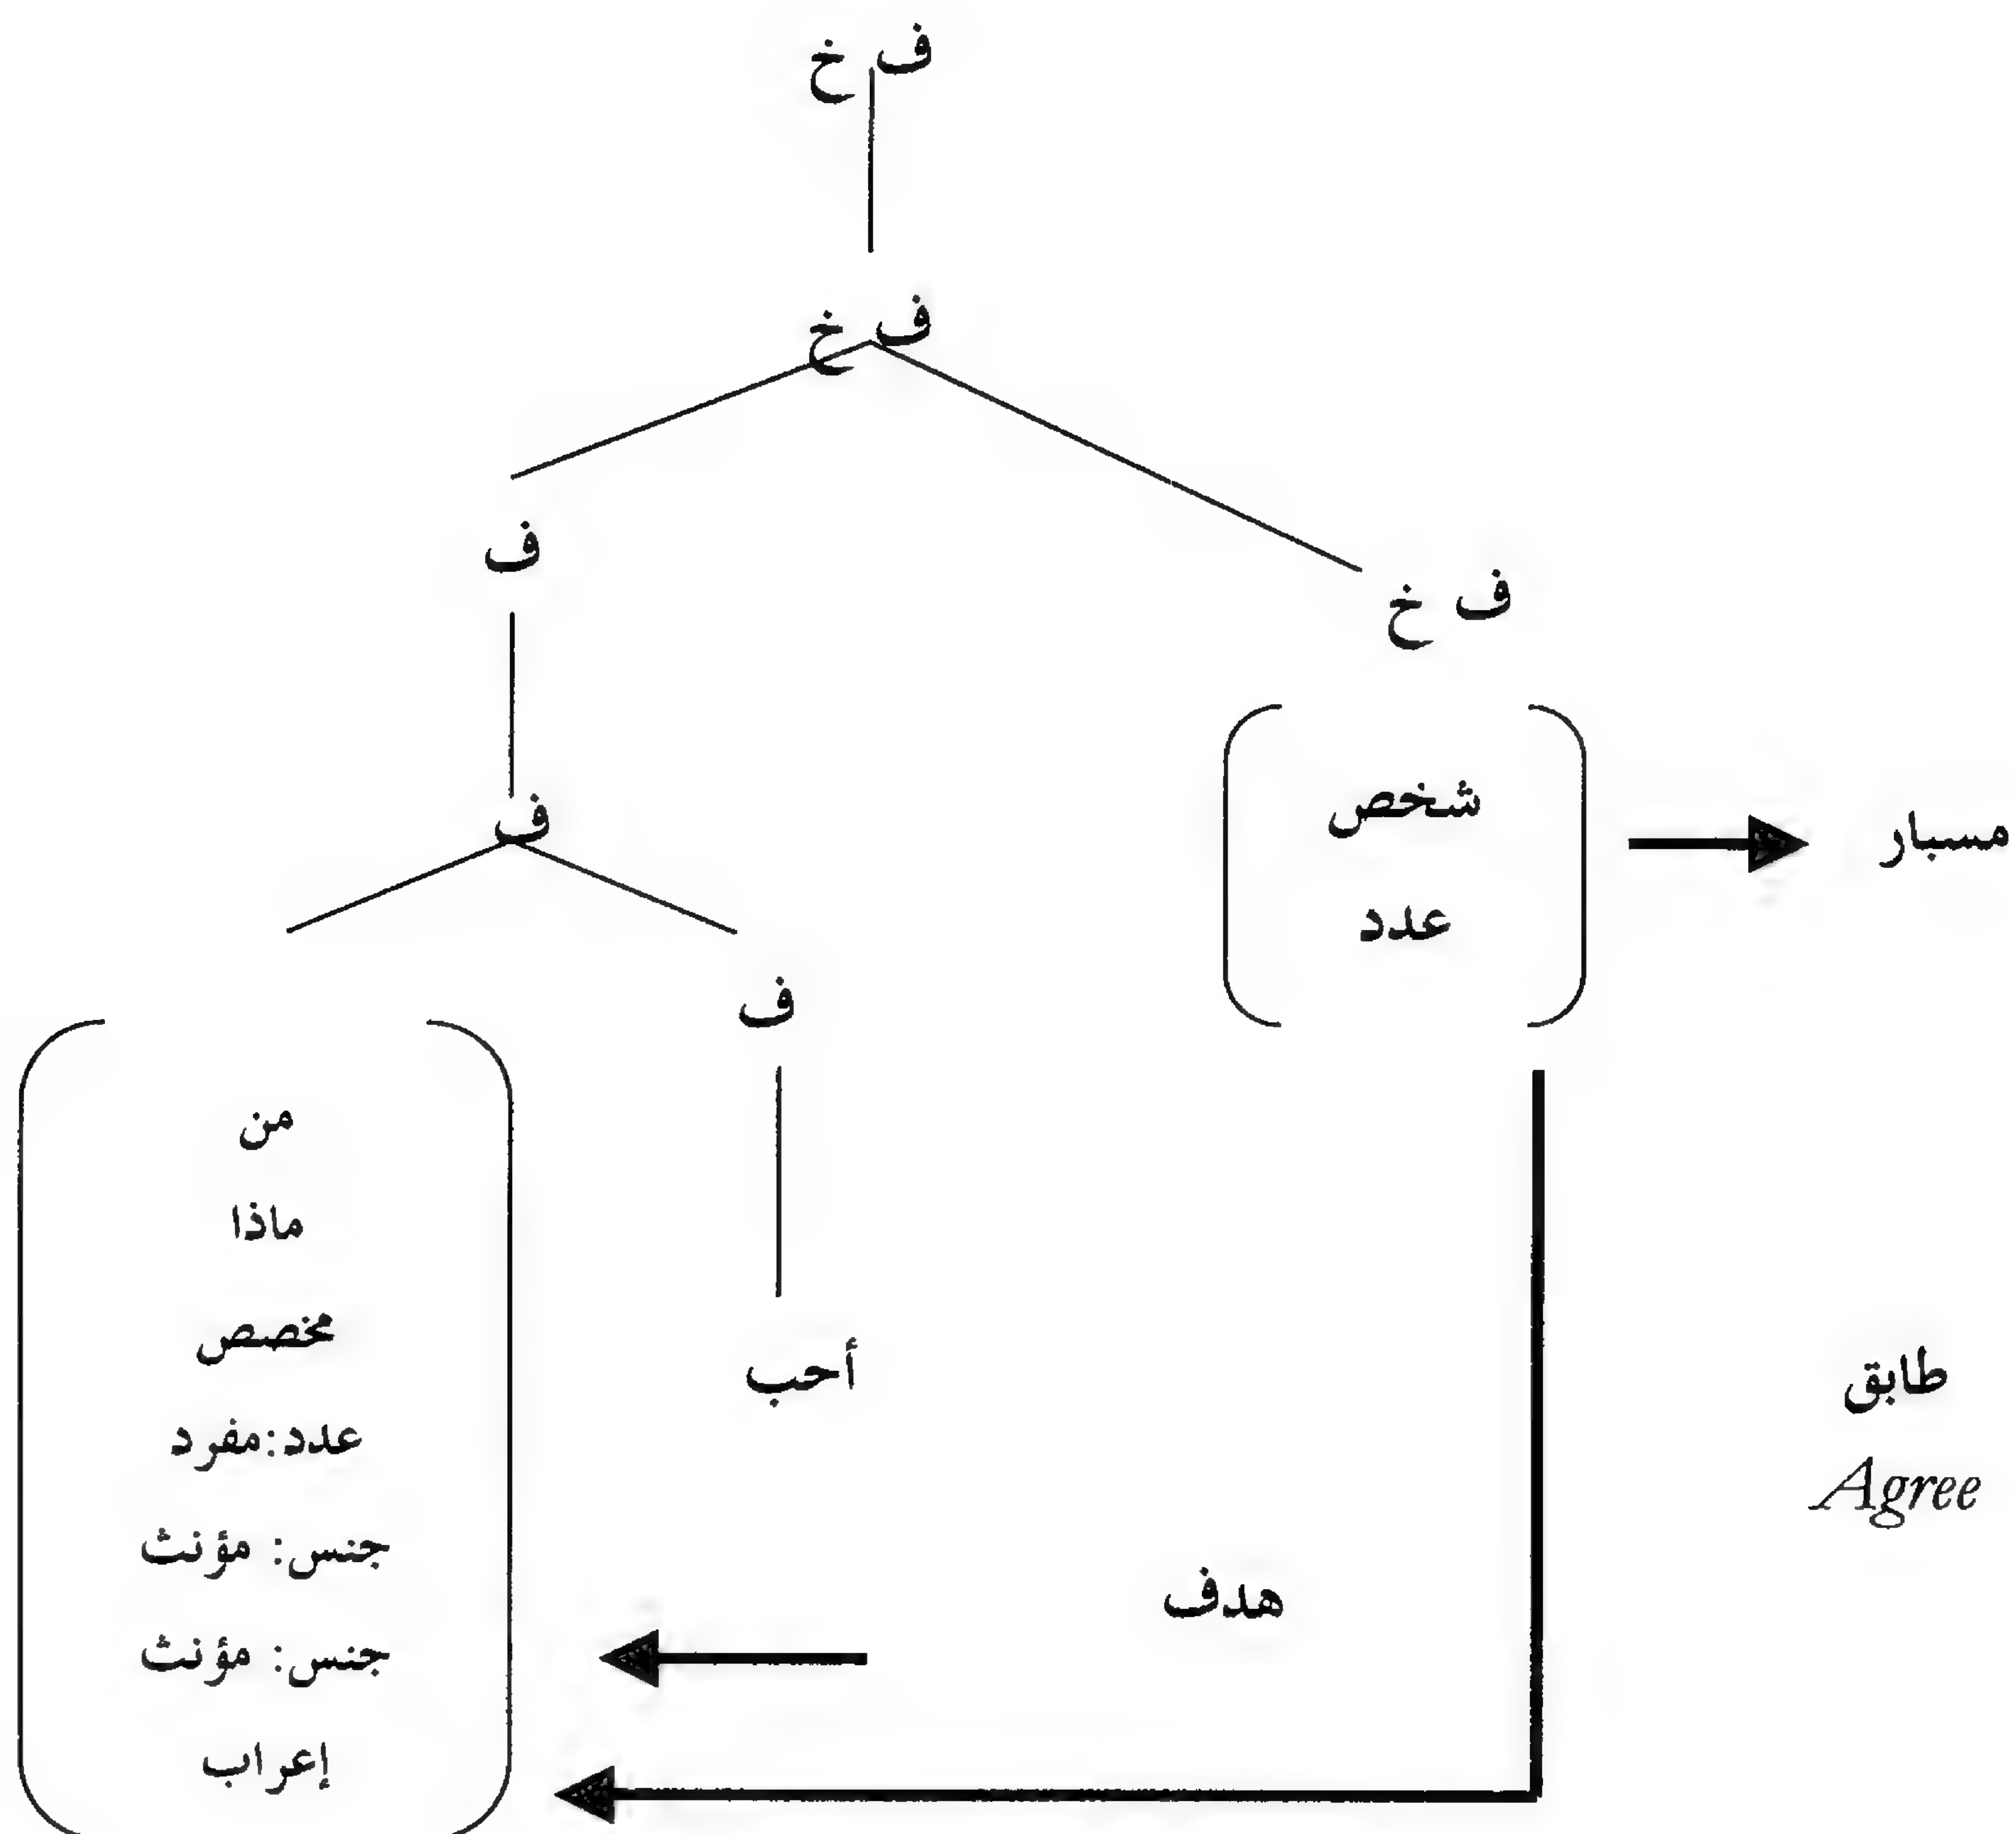 ف خ
ف خ
ف
ف خ
شخص
عدد
مسبار
ف
ف
من
ماذا
مخصص
عدد:مفرد
جنس: مؤنث
جنس: مؤنث
إعراب
أحب
طابق
Agree
هدف